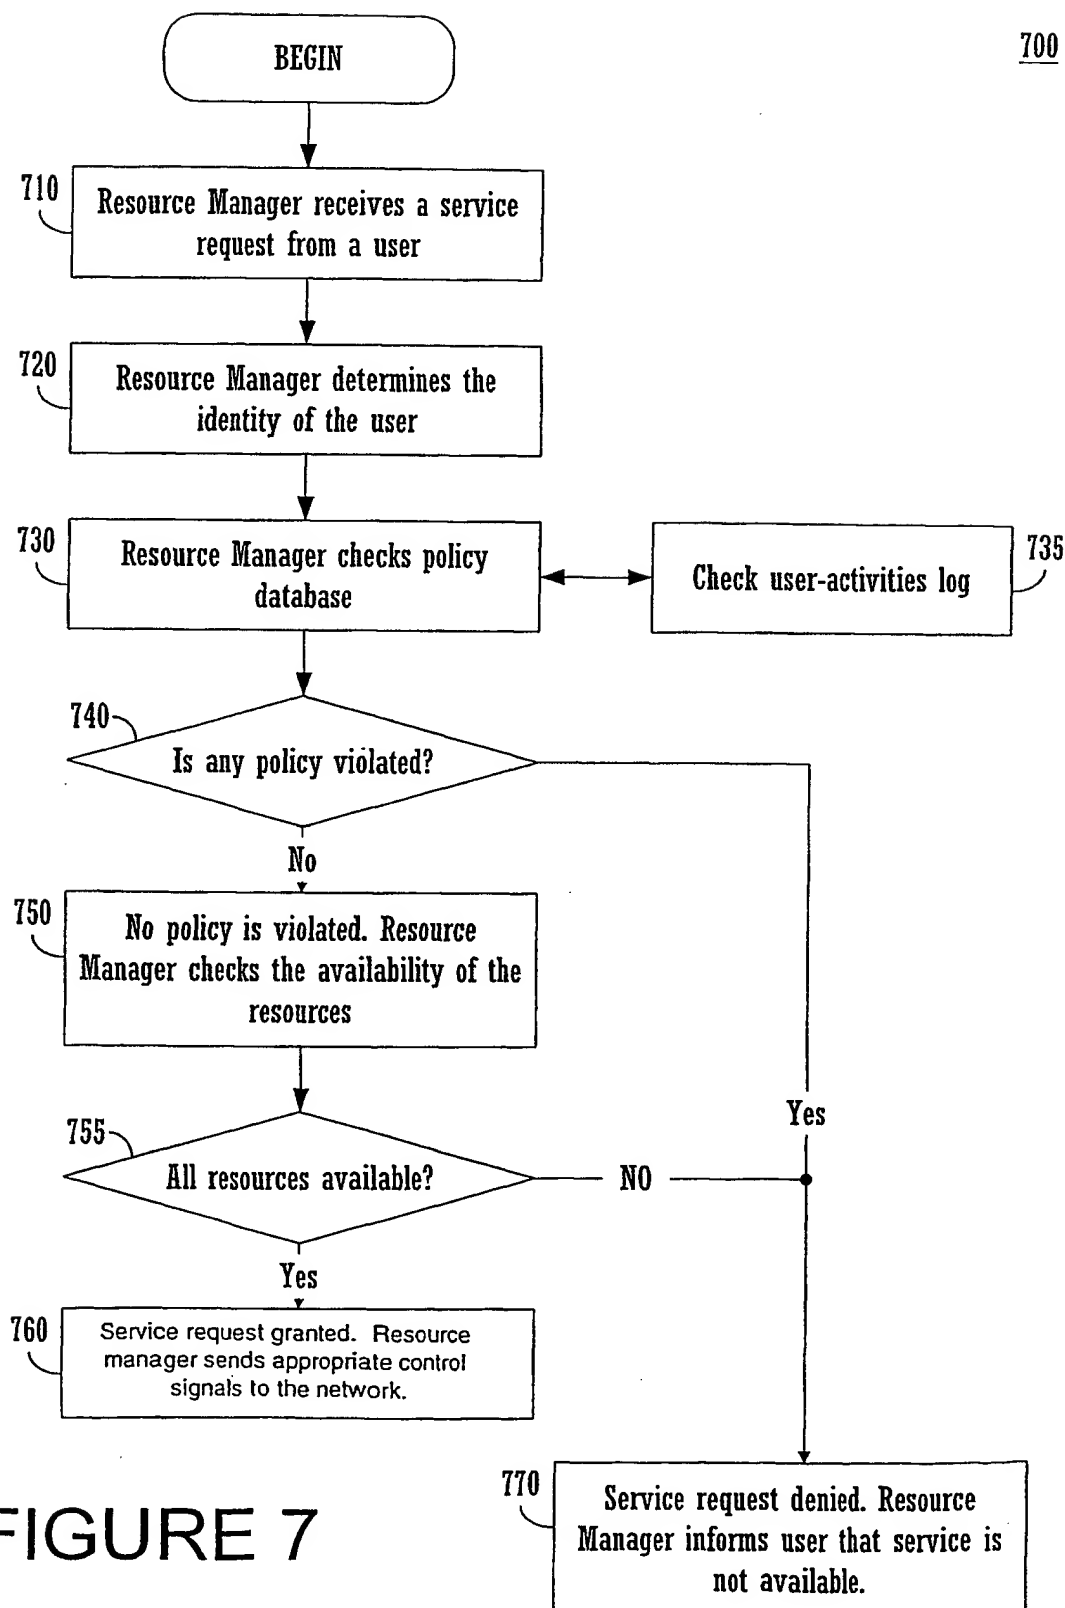 BEGIN
700
710
Resource Manager receives a service
request from a user
720
Resource Manager determines the
identity of the user
730
Resource Manager checks policy
database
Check user-activities log
735
740
Is any policy violated?
No
750
No policy is violated. Resource
Manager checks the availability of the
resources
Yes
755
All resources available?
NO
Yes
760
Service request granted. Resource
manager sends appropriate control
signals to the network.
770
Service request denied. Resource
Manager informs user that service is
not available.
FIGURE 7